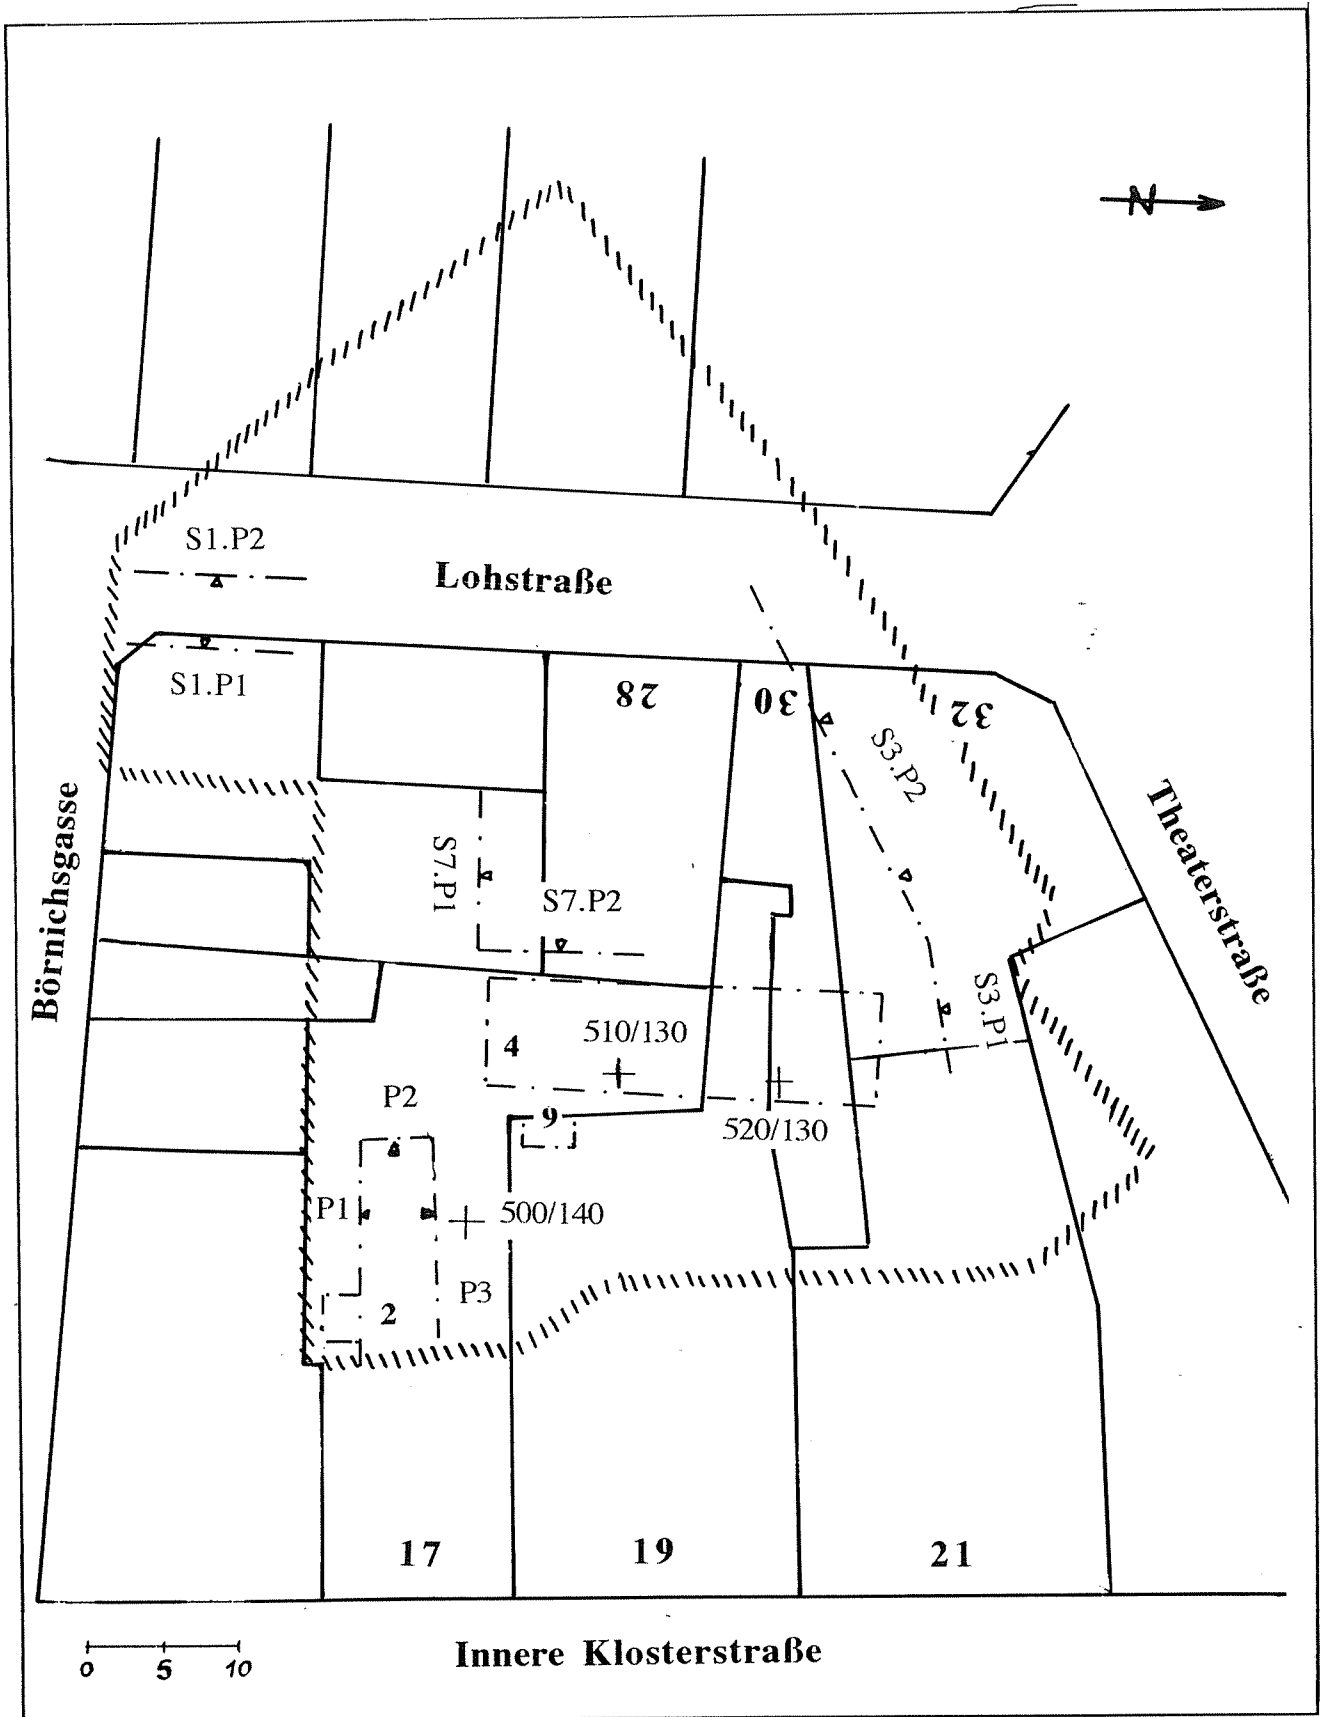 N
S1.P2
Lohstraße
S1.P1
28
30
32
S3.P2
Theaterstraße
Börnichsgasse
S7.P1
S7.P2
S3.P1
4
510/130
P2
9
520/130
P1
500/140
P3
2
17
19
21
0 5 10
Innere Klosterstraße